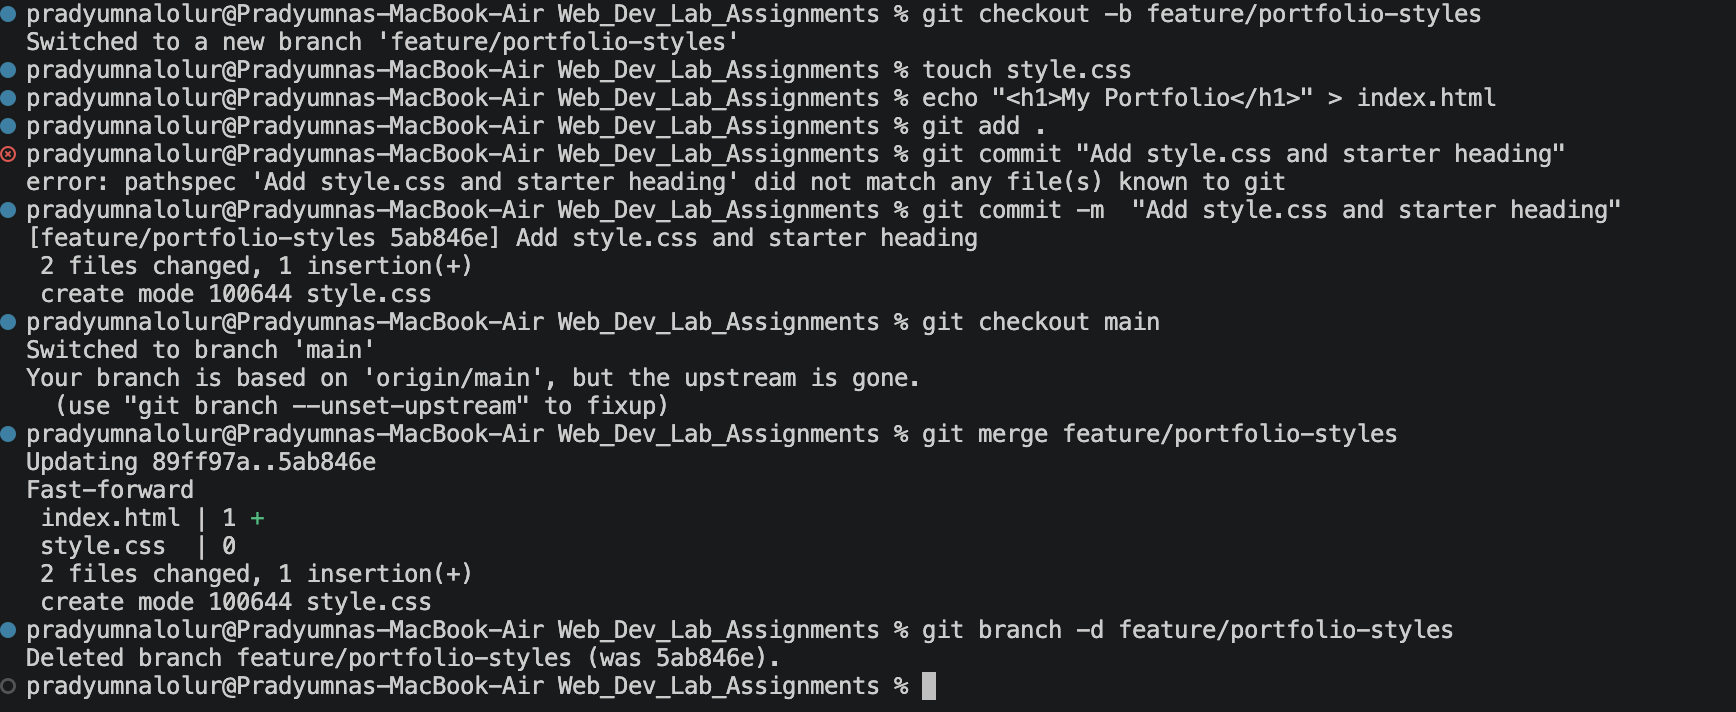 pradyumnalolur@Pradyumnas-MacBook-Air Web_Dev_Lab_Assignments % git checkout -b feature/portfolio-styles
Switched to a new branch 'feature/portfolio-styles'
pradyumnalolur@Pradyumnas-MacBook-Air Web_Dev_Lab_Assignments % touch style.css
pradyumnalolur@Pradyumnas-MacBook-Air Web_Dev_Lab_Assignments % echo "<h1>My Portfolio</h1>" > index.html
pradyumnalolur@Pradyumnas-MacBook-Air Web_Dev_Lab_Assignments % git add .
pradyumnalolur@Pradyumnas-MacBook-Air Web_Dev_Lab_Assignments % git commit "Add style.css and starter heading"
error: pathspec 'Add style.css and starter heading' did not match any file(s) known to git
pradyumnalolur@Pradyumnas-MacBook-Air Web_Dev_Lab_Assignments % git commit -m  "Add style.css and starter heading"
[feature/portfolio-styles 5ab846e] Add style.css and starter heading
 2 files changed, 1 insertion(+)
 create mode 100644 style.css
pradyumnalolur@Pradyumnas-MacBook-Air Web_Dev_Lab_Assignments % git checkout main
Switched to branch 'main'
Your branch is based on 'origin/main', but the upstream is gone.
  (use "git branch --unset-upstream" to fixup)
pradyumnalolur@Pradyumnas-MacBook-Air Web_Dev_Lab_Assignments % git merge feature/portfolio-styles
Updating 89ff97a..5ab846e
Fast-forward
 index.html | 1 +
 style.css  | 0
 2 files changed, 1 insertion(+)
 create mode 100644 style.css
pradyumnalolur@Pradyumnas-MacBook-Air Web_Dev_Lab_Assignments % git branch -d feature/portfolio-styles
Deleted branch feature/portfolio-styles (was 5ab846e).
pradyumnalolur@Pradyumnas-MacBook-Air Web_Dev_Lab_Assignments %